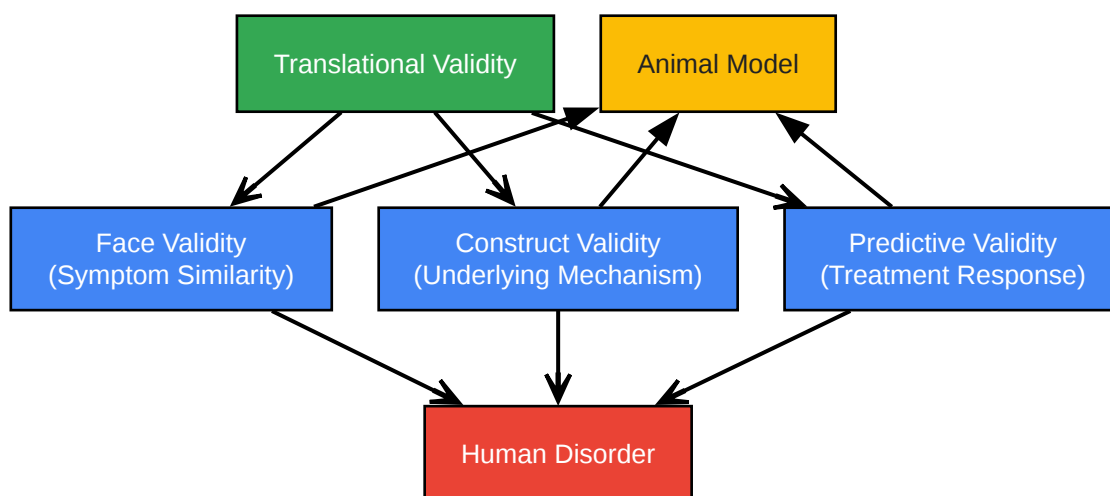 Translational Validity
Animal Model
Face Validity
(Symptom Similarity)
Construct Validity
(Underlying Mechanism)
Predictive Validity
(Treatment Response)
Human Disorder